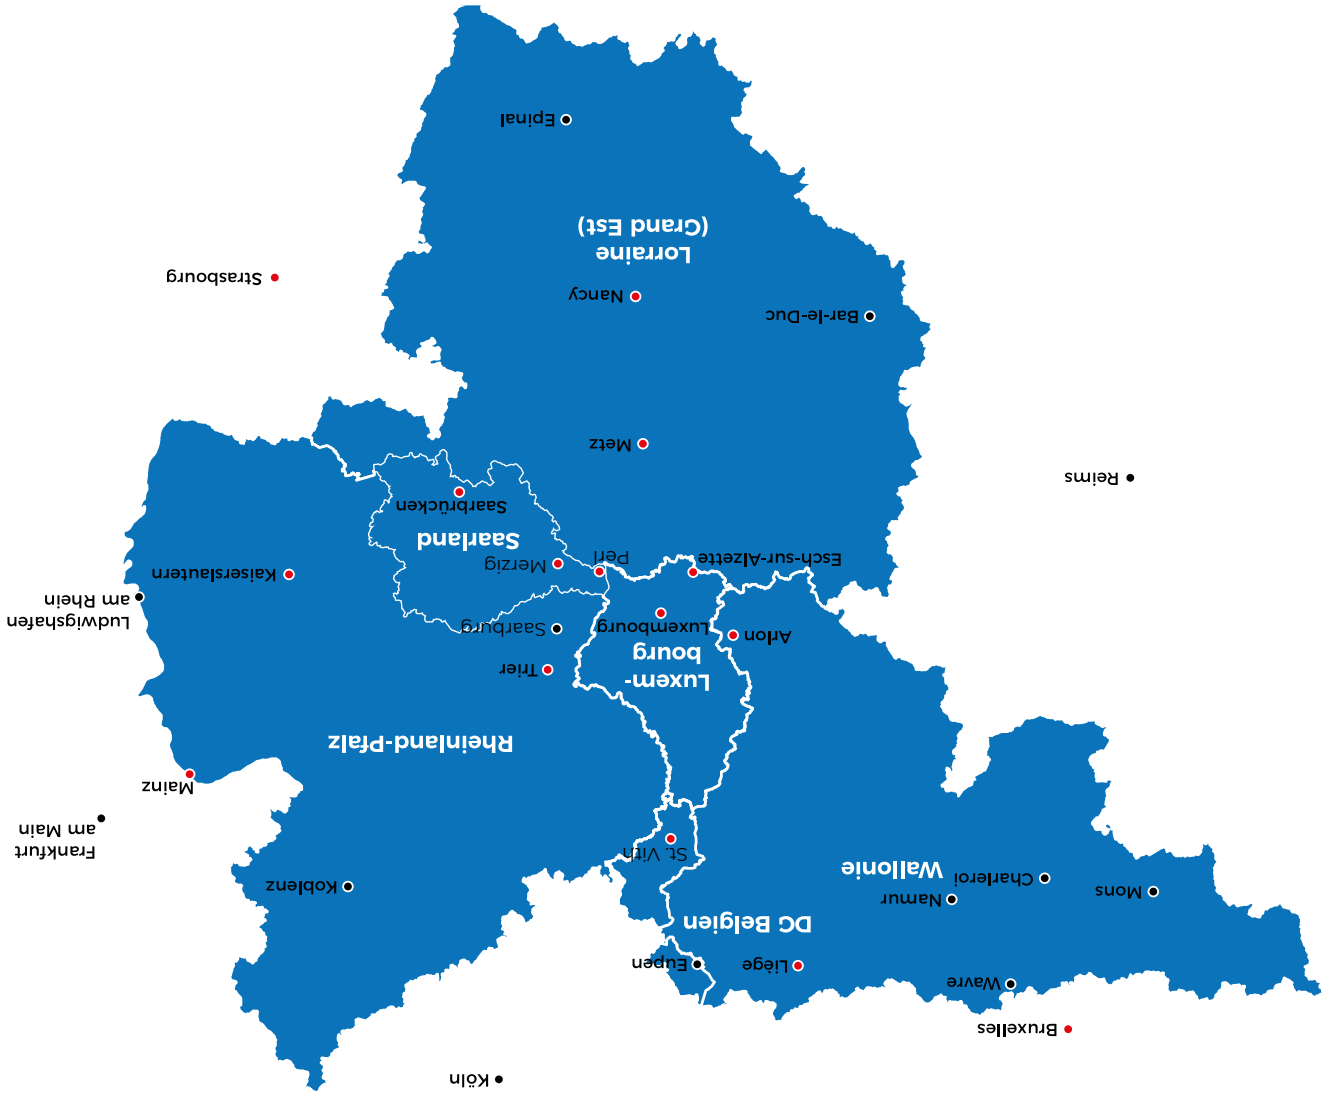 Köln
Bruxelles
Wavre
Liège
Eupen
DG Belgien
Namur
Mons
Charleroi
Wallonie
Koblenz
St. Vith
Frankfurt
am Main
Mainz
Rheinland-Pfalz
Luxem-
bourg
Trier
Arlon
Luxembourg
Saarburg
Ludwigshafen
am Rhein
Kaiserslautern
Merzig
Perl
Esch-sur-Alzette
Saarland
Saarbrücken
Reims
Metz
Bar-le-Duc
Nancy
Strasbourg
Lorraine
(Grand Est)
Epinal